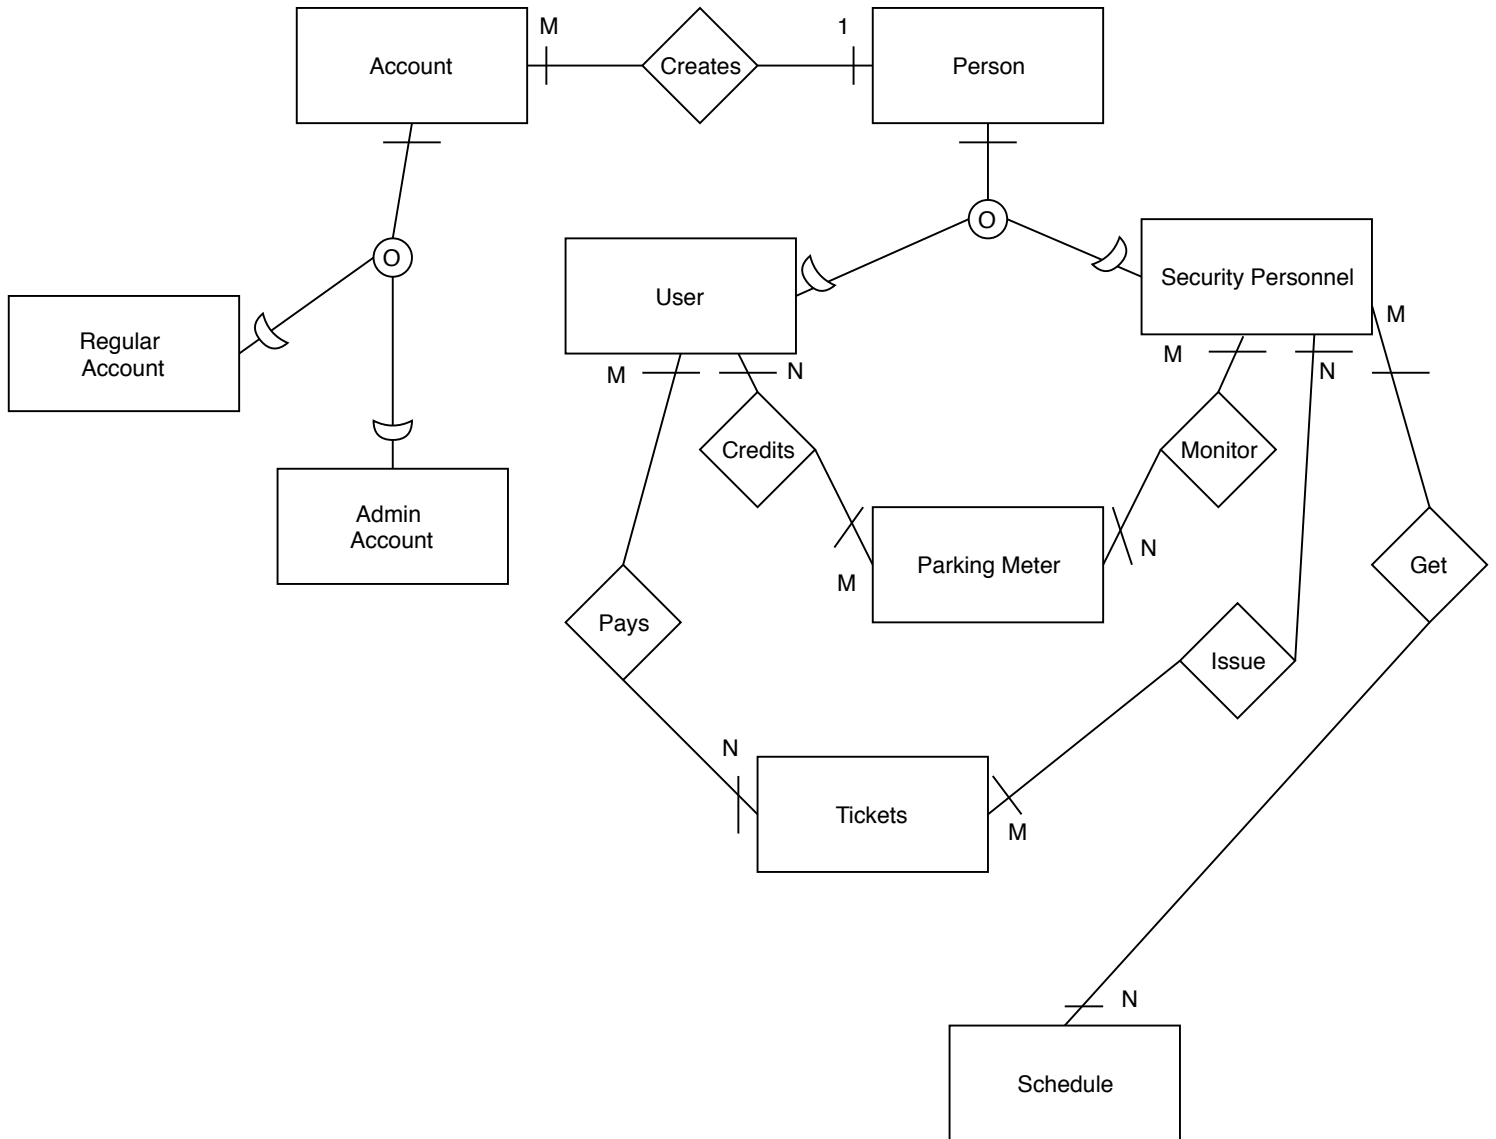 M
1
Account
Creates
Person
O
O
User
Security Personnel
Regular
Account
M
M
N
M
N
Credits
Monitor
Admin
Account
Parking Meter
N
M
Get
Pays
Issue
N
Tickets
M
N
Schedule